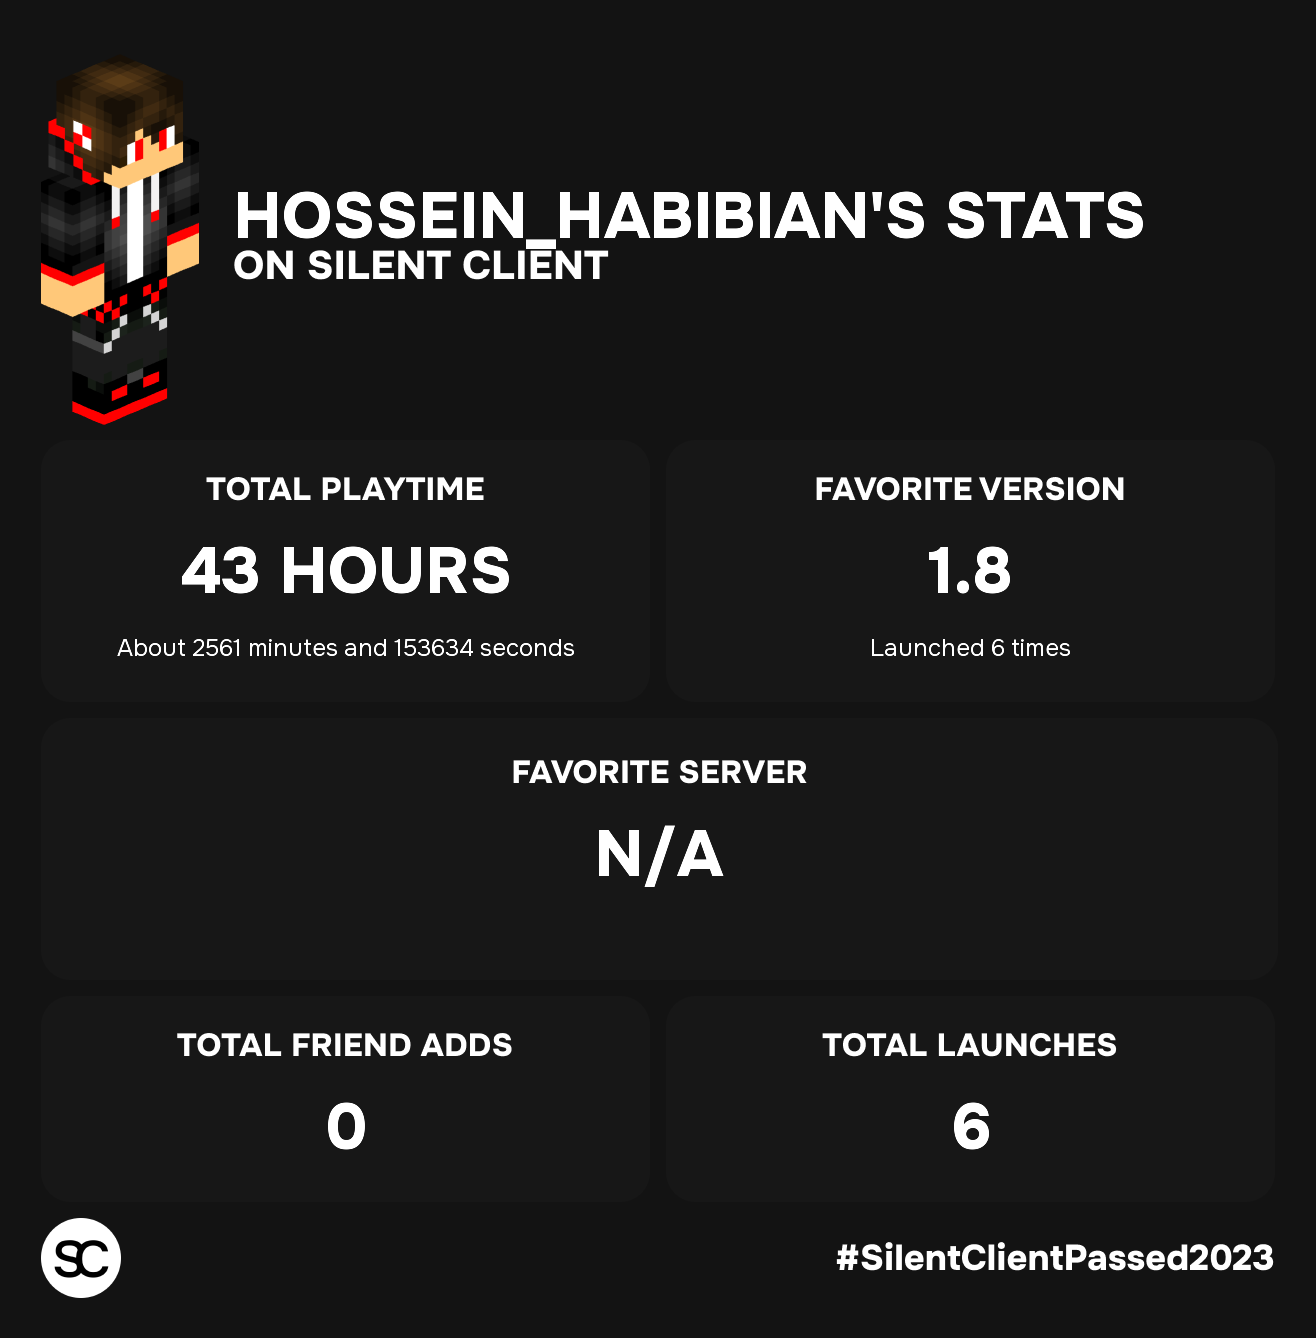 HOSSEIN_HABIBIAN'S STATS
ON SILENT CLIENT
TOTAL PLAYTIME
43 HOURS
About 2561 minutes and 153634 seconds
FAVORITE VERSION
1.8
Launched 6 times
FAVORITE SERVER
N/A
TOTAL FRIEND ADDS
0
TOTAL LAUNCHES
6
SC
#SilentClientPassed2023